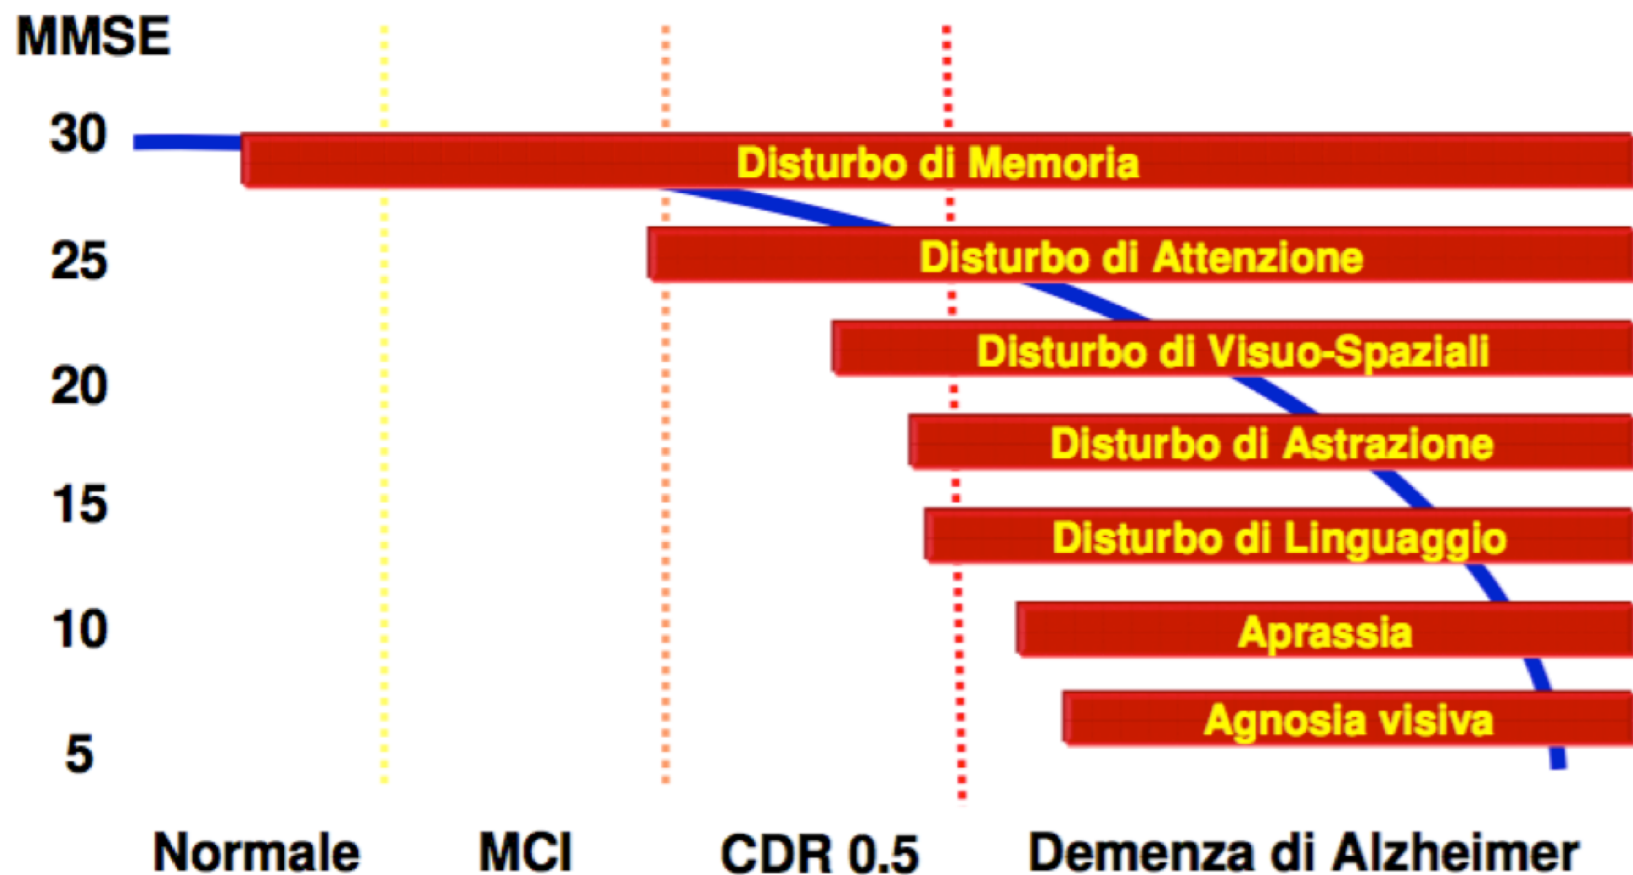 MMSE
30
Disturbo di Memoria
25
Disturbo di Attenzione
Disturbo di Visuo-Spaziali
20
Disturbo di Astrazione
15
Disturbo di Linguaggio
10
Aprassia
Agnosia visiva
5
Normale MCI CDR 0.5 Demenza di Alzheimer